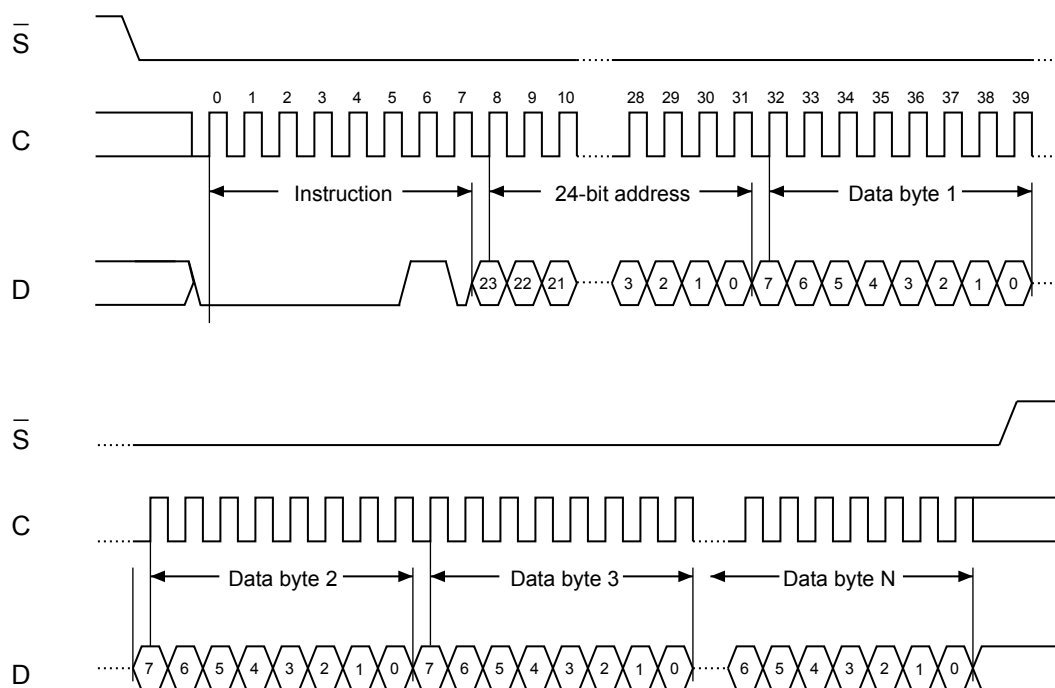 S̅
0 1 2 3 4 5 6 7 8 9 10 28 29 30 31 32 33 34 35 36 37 38 39
C
Instruction 24-bit address Data byte 1
D 23 22 21 3 2 1 0 7 6 5 4 3 2 1 0
S̅
C
Data byte 2 Data byte 3 Data byte N
D 7 6 5 4 3 2 1 0 7 6 5 4 3 2 1 0 6 5 4 3 2 1 0